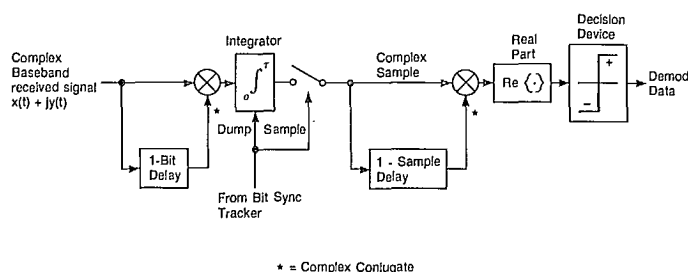 Complex
Baseband
received signal
x(t) + jy(t)
*
1-Bit
Delay
Integrator
∫
τ
o
Dump Sample
From Bit Sync
Tracker
Complex
Sample
*
1 - Sample
Delay
Real
Part
Re {·}
Decision
Device
+
−
Demod
Data
* = Complex Conjugate